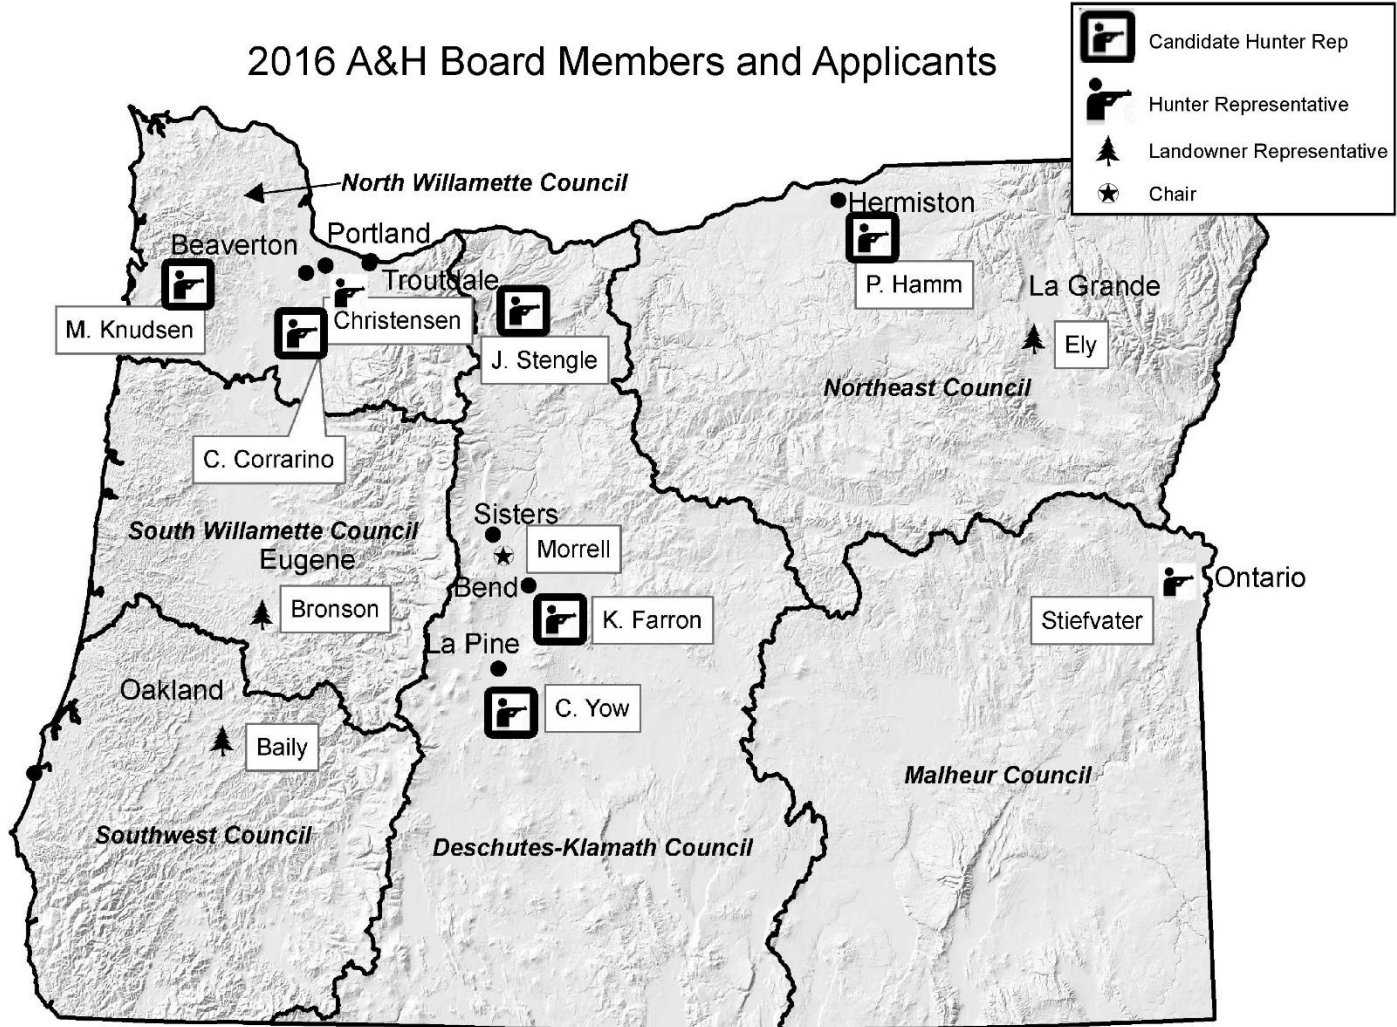 2016 A&H Board Members and Applicants
Candidate Hunter Rep
Hunter Representative
Landowner Representative
Chair
North Willamette Council
Hermiston
Portland
Beaverton
Troutdale
P. Hamm
La Grande
M. Knudsen
Christensen
J. Stengle
Ely
Northeast Council
C. Corrarino
Sisters
South Willamette Council
Morrell
Eugene
Bend
Ontario
Bronson
K. Farron
Stiefvater
La Pine
Oakland
C. Yow
Baily
Malheur Council
Southwest Council
Deschutes-Klamath Council